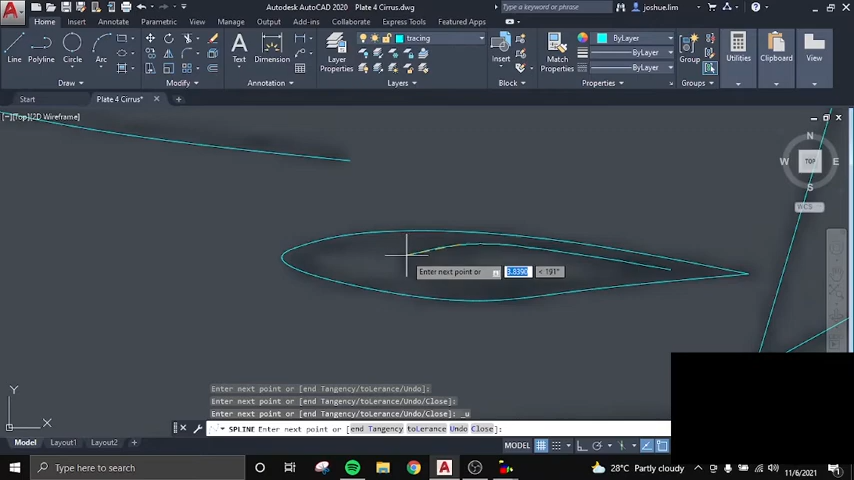 Autodesk AutoCAD 2020 Plate 4 Cirrus.dwg
Type a keyword or phrase
joshue.lim
Home Insert Annotate Parametric View Manage Output Add-ins Collaborate Express Tools Featured Apps
Line Polyline Circle Arc
Text Dimension
Layer Properties
tracing
Insert
Match Properties
ByLayer
ByLayer
ByLayer
Group
Utilities Clipboard View
Draw Modify Annotation Layers Block Properties Groups
Start Plate 4 Cirrus*
[−][Top][2D Wireframe]
N
W TOP E
S
WCS
Enter next point or 3.8390 < 191°
Enter next point or [end Tangency/toLerance/Undo]:
Enter next point or [end Tangency/toLerance/Undo/Close]:
Enter next point or [end Tangency/toLerance/Undo/Close]: _u
SPLINE Enter next point or [end Tangency toLerance Undo Close]:
Y
X
Model Layout1 Layout2 + MODEL
Type here to search
28°C Partly cloudy
11/6/2021